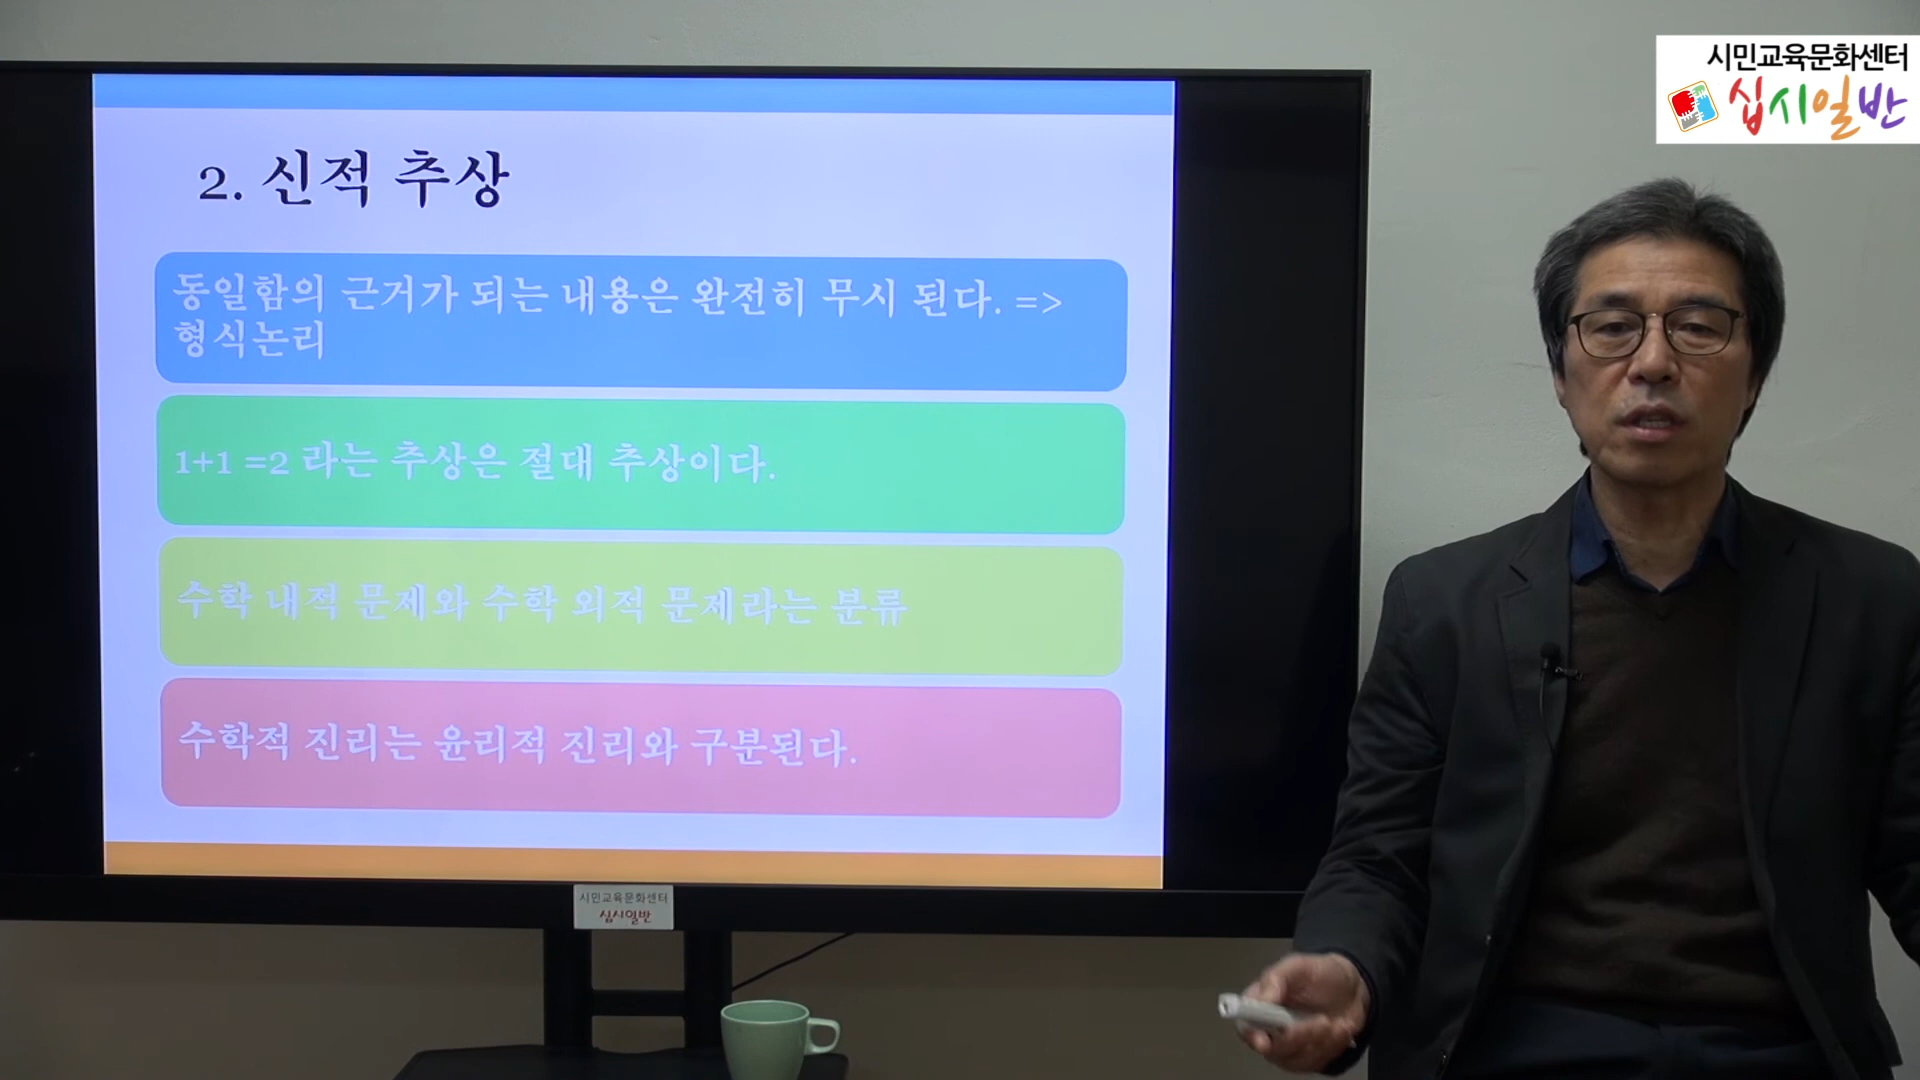 시민교육문화센터
십시일반
2. 신적 추상
동일함의 근거가 되는 내용은 완전히 무시 된다. =>
형식논리
1+1 =2 라는 추상은 절대 추상이다.
수학 내적 문제와 수학 외적 문제라는 분류
수학적 진리는 윤리적 진리와 구분된다.
시민교육문화센터
십시일반